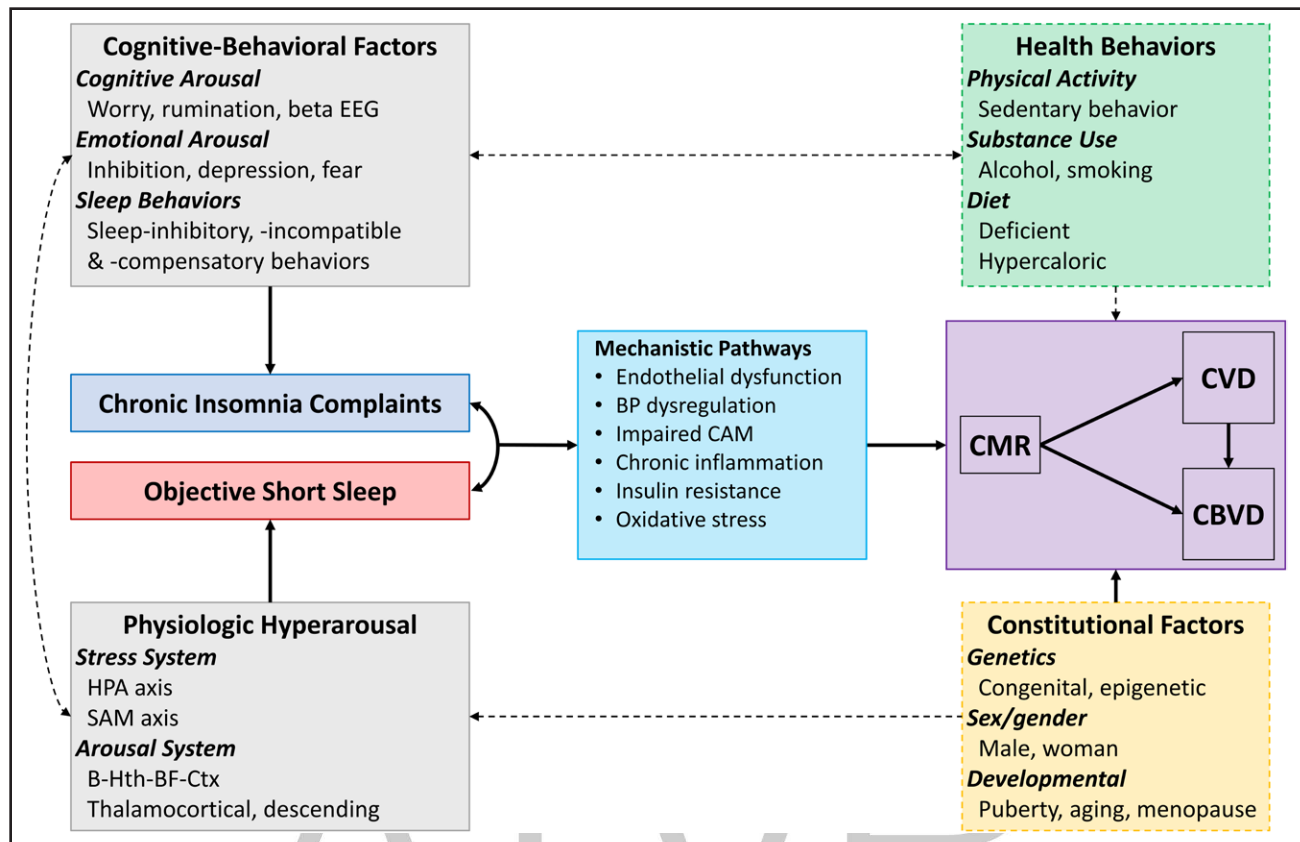 Cognitive-Behavioral Factors
Cognitive Arousal
Worry, rumination, beta EEG
Emotional Arousal
Inhibition, depression, fear
Sleep Behaviors
Sleep-inhibitory, -incompatible
& -compensatory behaviors
Health Behaviors
Physical Activity
Sedentary behavior
Substance Use
Alcohol, smoking
Diet
Deficient
Hypercaloric
Chronic Insomnia Complaints
Objective Short Sleep
Mechanistic Pathways
• Endothelial dysfunction
• BP dysregulation
• Impaired CAM
• Chronic inflammation
• Insulin resistance
• Oxidative stress
CMR
CVD
CBVD
Physiologic Hyperarousal
Stress System
HPA axis
SAM axis
Arousal System
B-Hth-BF-Ctx
Thalamocortical, descending
Constitutional Factors
Genetics
Congenital, epigenetic
Sex/gender
Male, woman
Developmental
Puberty, aging, menopause